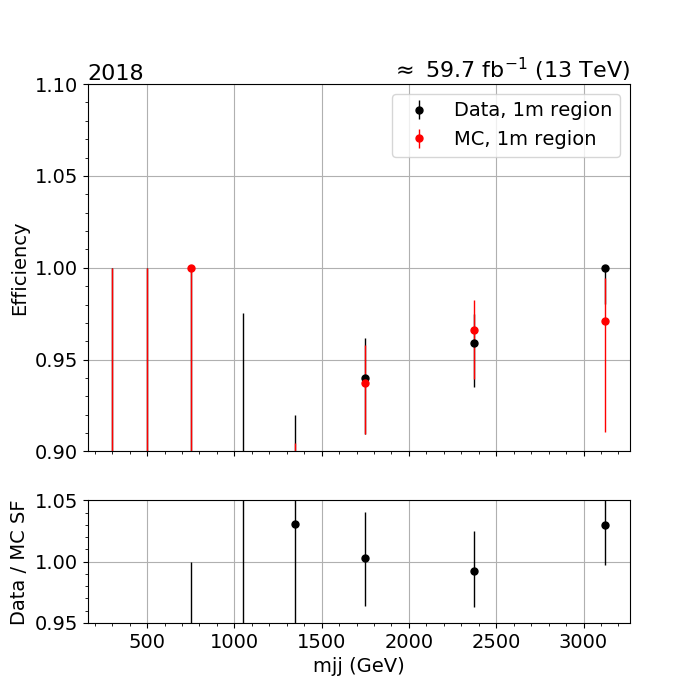 2018
≈ 59.7 fb⁻¹ (13 TeV)
Data, 1m region
MC, 1m region
Efficiency
1.10
1.05
1.00
0.95
0.90
Data / MC SF
1.05
1.00
0.95
500 1000 1500 2000 2500 3000
mjj (GeV)